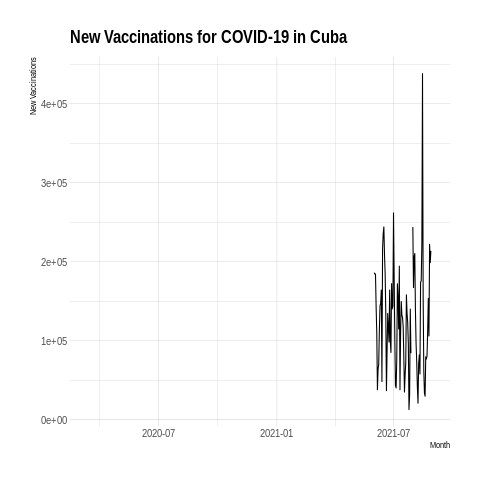 New Vaccinations for COVID-19 in Cuba
New Vaccinations
4e+05
3e+05
2e+05
1e+05
0e+00
2020-07 2021-01 2021-07
Month